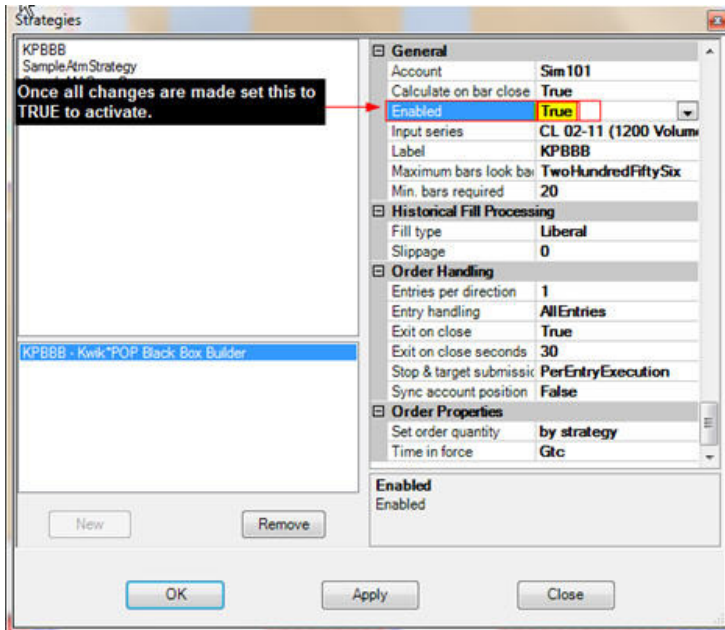 Strategies
KPBBB
SampleAtmStrategy
Once all changes are made set this to
TRUE to activate.
KPBBB - Kwik*POP Black Box Builder
New
Remove
General
Account Sim101
Calculate on bar close True
Enabled True
Input series CL 02-11 (1200 Volume
Label KPBBB
Maximum bars look bac TwoHundredFiftySix
Min. bars required 20
Historical Fill Processing
Fill type Liberal
Slippage 0
Order Handling
Entries per direction 1
Entry handling AllEntries
Exit on close True
Exit on close seconds 30
Stop & target submissic PerEntryExecution
Sync account position False
Order Properties
Set order quantity by strategy
Time in force Gtc
Enabled
Enabled
OK
Apply
Close